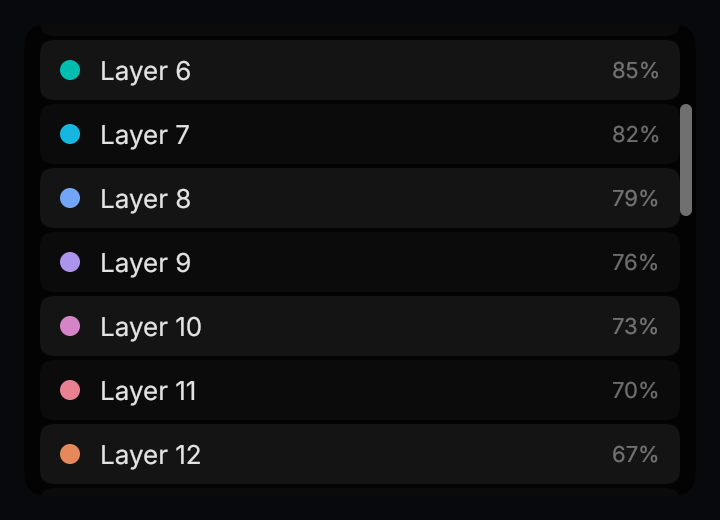 Layer 6 85%
Layer 7 82%
Layer 8 79%
Layer 9 76%
Layer 10 73%
Layer 11 70%
Layer 12 67%